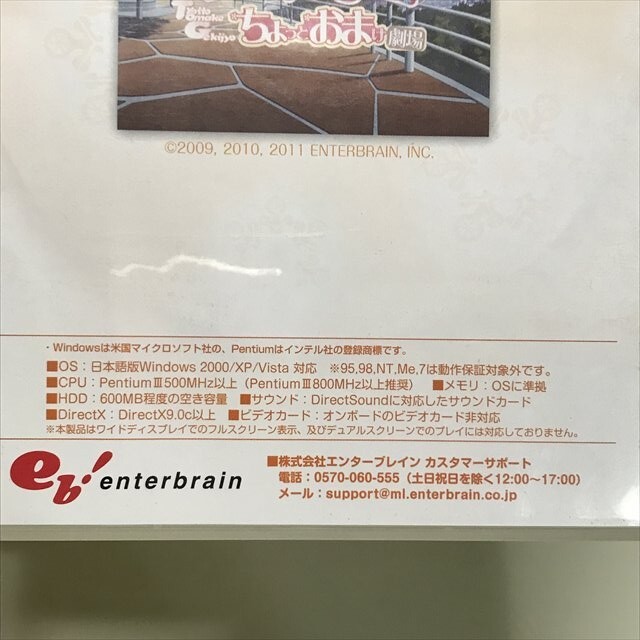 ちょっとおまけ劇場
©2009, 2010, 2011 ENTERBRAIN, INC.
・Windowsは米国マイクロソフト社の、Pentiumはインテル社の登録商標です。
■OS：日本語版Windows 2000/XP/Vista 対応　※95,98,NT,Me,7は動作保証対象外です。
■CPU：PentiumⅢ500MHz以上（PentiumⅢ800MHz以上推奨）　■メモリ：OSに準拠
■HDD：600MB程度の空き容量　■サウンド：DirectSoundに対応したサウンドカード
■DirectX：DirectX9.0c以上　■ビデオカード：オンボードのビデオカード非対応
※本製品はワイドディスプレイでのフルスクリーン表示、及びデュアルスクリーンでのプレイには対応しておりません。
eb! enterbrain
■株式会社エンターブレイン カスタマーサポート
電話：0570-060-555（土日祝日を除く12:00〜17:00）
メール：support@ml.enterbrain.co.jp